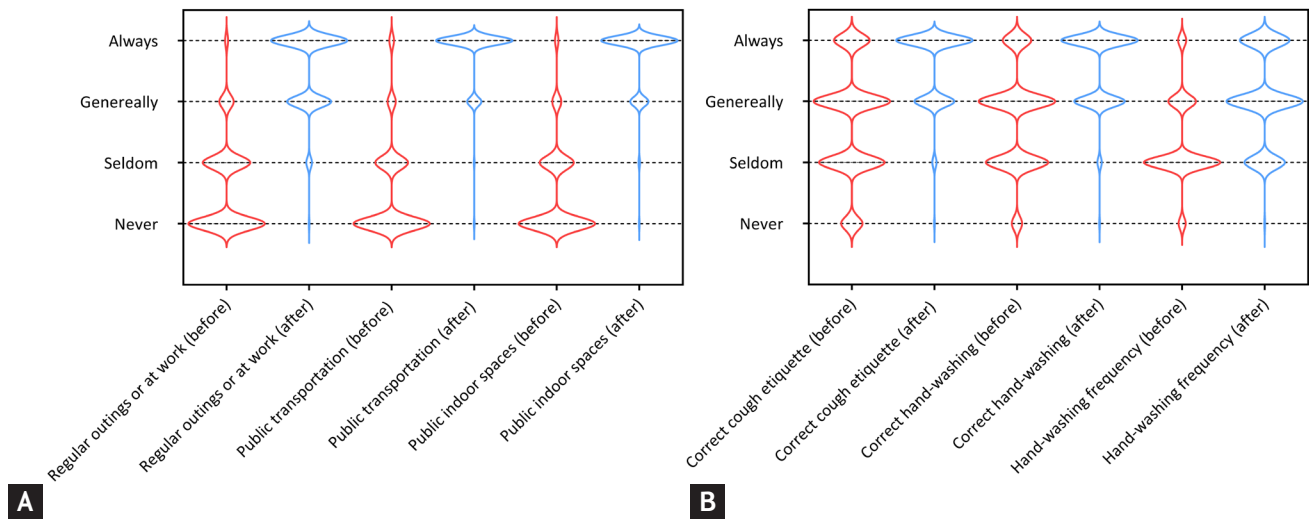 Always
Genereally
Seldom
Never
Regular outings or at work (before)
Regular outings or at work (after)
Public transportation (before)
Public transportation (after)
Public indoor spaces (before)
Public indoor spaces (after)
A
Always
Genereally
Seldom
Never
Correct cough etiquette (before)
Correct cough etiquette (after)
Correct hand-washing (before)
Correct hand-washing (after)
Hand-washing frequency (before)
Hand-washing frequency (after)
B